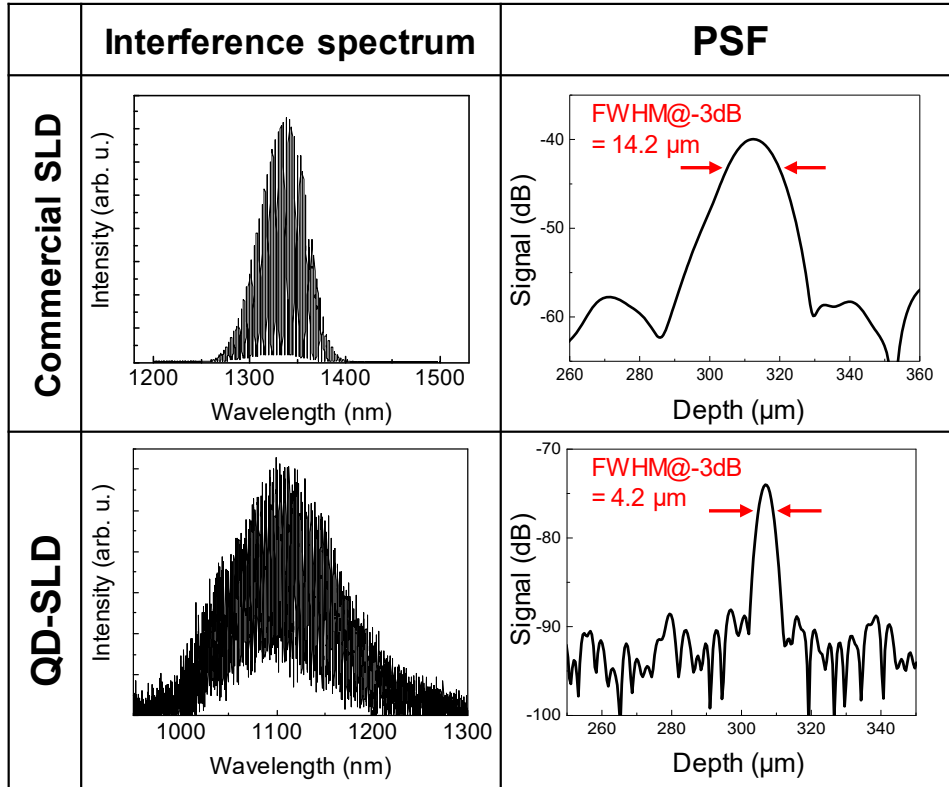 Interference spectrum
PSF
Commercial SLD
Intensity (arb. u.)
1200 1300 1400 1500
Wavelength (nm)
FWHM@-3dB
= 14.2 µm
Signal (dB)
-40
-50
-60
260 280 300 320 340 360
Depth (µm)
QD-SLD
Intensity (arb. u.)
1000 1100 1200 1300
Wavelength (nm)
FWHM@-3dB
= 4.2 µm
Signal (dB)
-70
-80
-90
-100
260 280 300 320 340
Depth (µm)